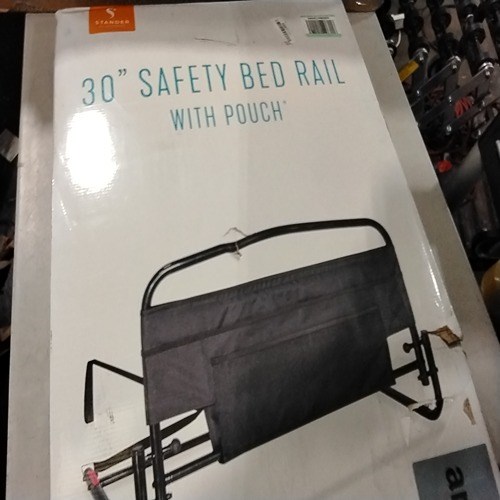 STANDER
30” SAFETY BED RAIL
WITH POUCH